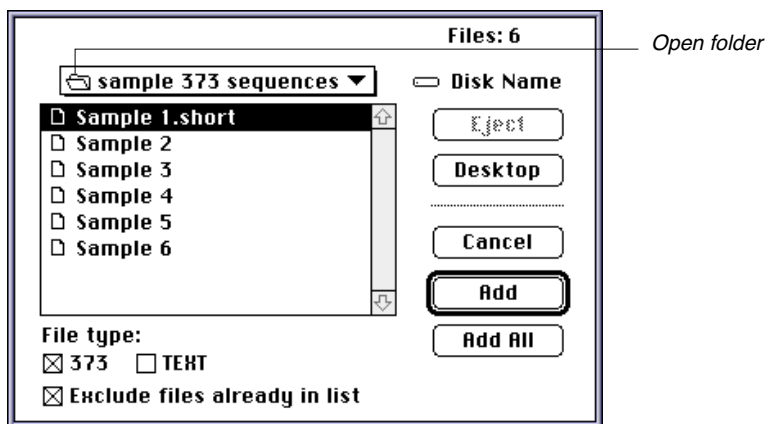 Files: 6
Open folder
sample 373 sequences
Disk Name
Sample 1.short
Sample 2
Sample 3
Sample 4
Sample 5
Sample 6
Eject
Desktop
Cancel
Add
Add All
File type:
373 TEXT
Exclude files already in list